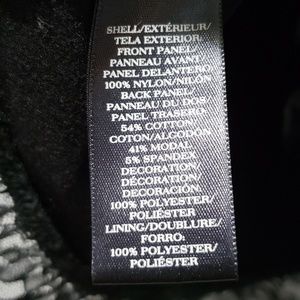 SHELL/EXTÉRIEUR/
TELA EXTERIOR
FRONT PANEL/
PANNEAU AVANT/
PANEL DELANTERO
100% NYLON/NILÓN
BACK PANEL/
PANNEAU DU DOS/
PANEL TRASERO
54% COTTON/
COTON/ALGODÓN
41% MODAL
5% SPANDEX
DECORATION/
DÉCORATION/
DECORACIÓN:
100% POLYESTER/
POLIÉSTER
LINING/DOUBLURE/
FORRO:
100% POLYESTER/
POLIÉSTER